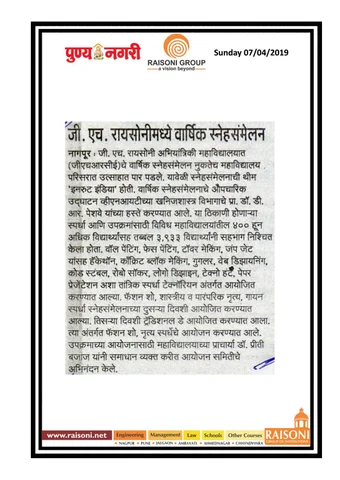 पुण्य नगरी
RAISONI GROUP
a vision beyond
Sunday 07/04/2019
जी. एच. रायसोनीमध्ये वार्षिक स्नेहसंमेलन
नागपूर : जी. एच. रायसोनी अभियांत्रिकी महाविद्यालयात
(जीएचआरसीई)चे वार्षिक स्नेहसंमेलन नुकतेच महाविद्यालय
परिसरात उत्साहात पार पडले. यावेळी स्नेहसंमेलनाची थीम
'इनरुट इंडिया' होती. वार्षिक स्नेहसंमेलनाचे औपचारिक
उद्घाटन व्हीएनआयटीच्या खनिजशास्त्र विभागाचे प्रा. डॉ. डी.
आर. पेशवे यांच्या हस्ते करण्यात आले. या ठिकाणी होणाऱ्या
स्पर्धा आणि उपक्रमांसाठी विविध महाविद्यालयांतील ४०० हून
अधिक विद्यार्थ्यांसह तब्बल ३,९३३ विद्यार्थ्यांनी सहभाग निश्चित
केला होता. वॉल पेंटिंग, फेस पेंटिंग, टॉवर मेकिंग, जंप जेट
यांसह हॅकेथॉन, काँक्रिट ब्लॉक मेकिंग, गुगलर, वेब डिझायनिंग,
कोड स्टंबल, रोबो सॉकर, लोगो डिझाइन, टेक्नो हंट, पेपर
प्रेजेंटेशन अशा तांत्रिक स्पर्धा टेक्नॉरियन अंतर्गत आयोजित
करण्यात आल्या. फॅशन शो, शास्त्रीय व पारंपरिक नृत्य, गायन
स्पर्धा स्नेहसंमेलनाच्या दुसऱ्या दिवशी आयोजित करण्यात
आल्या. तिसऱ्या दिवशी ट्रेडिशनल डे आयोजित करण्यात आला.
त्या अंतर्गत फॅशन शो, नृत्य स्पर्धेचे आयोजन करण्यात आले.
उपक्रमाच्या आयोजनासाठी महाविद्यालयाच्या प्राचार्या डॉ. प्रीती
बजाज यांनी समाधान व्यक्त करीत आयोजन समितीचे
अभिनंदन केले.
www.raisoni.net Engineering Management Law Schools Other Courses
NAGPUR • PUNE • JALGAON • AMRAVATI • AHMEDNAGAR • CHHINDWARA
RAISONI
GROUP OF INSTITUTIONS